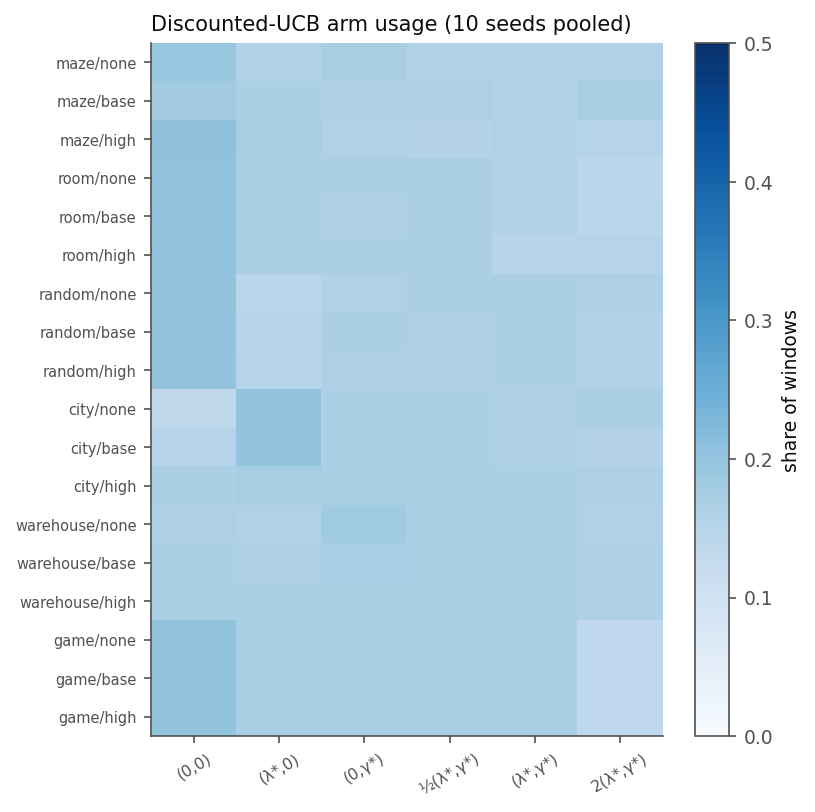 Discounted-UCB arm usage (10 seeds pooled)
maze/none
maze/base
maze/high
room/none
room/base
room/high
random/none
random/base
random/high
city/none
city/base
city/high
warehouse/none
warehouse/base
warehouse/high
game/none
game/base
game/high
(0,0)
(λ*,0)
(0,γ*)
½(λ*,γ*)
(λ*,γ*)
2(λ*,γ*)
0.5
0.4
0.3
0.2
0.1
0.0
share of windows